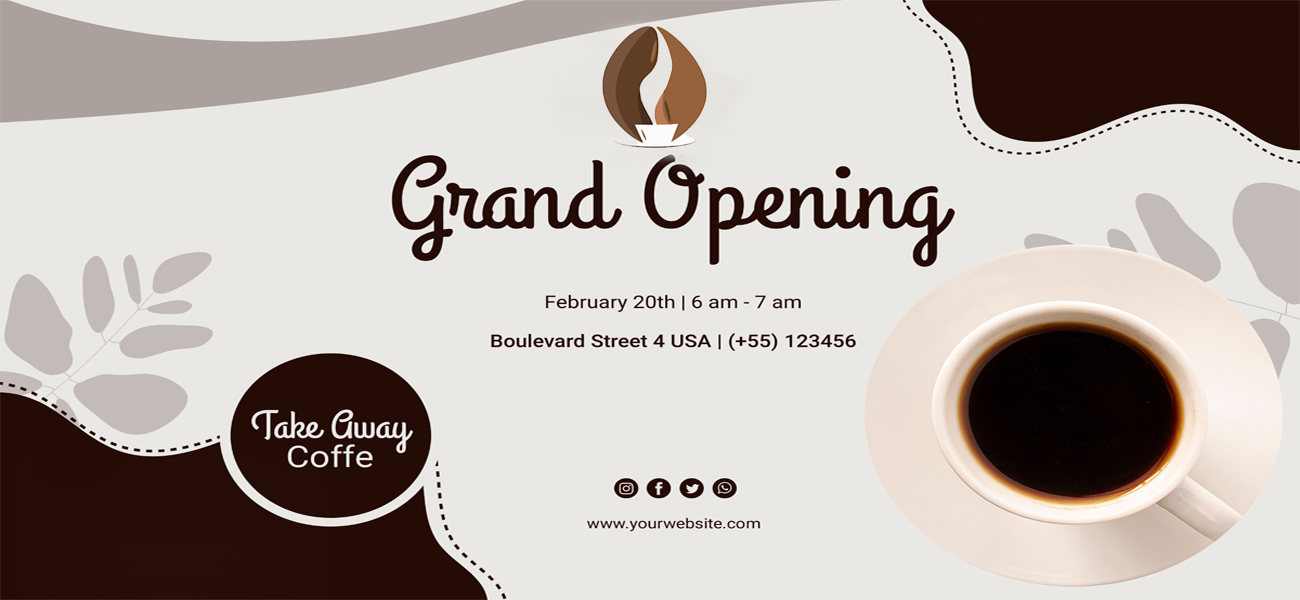 Grand Opening
February 20th | 6 am - 7 am
Boulevard Street 4 USA | (+55) 123456
Take Away
Coffe
www.yourwebsite.com